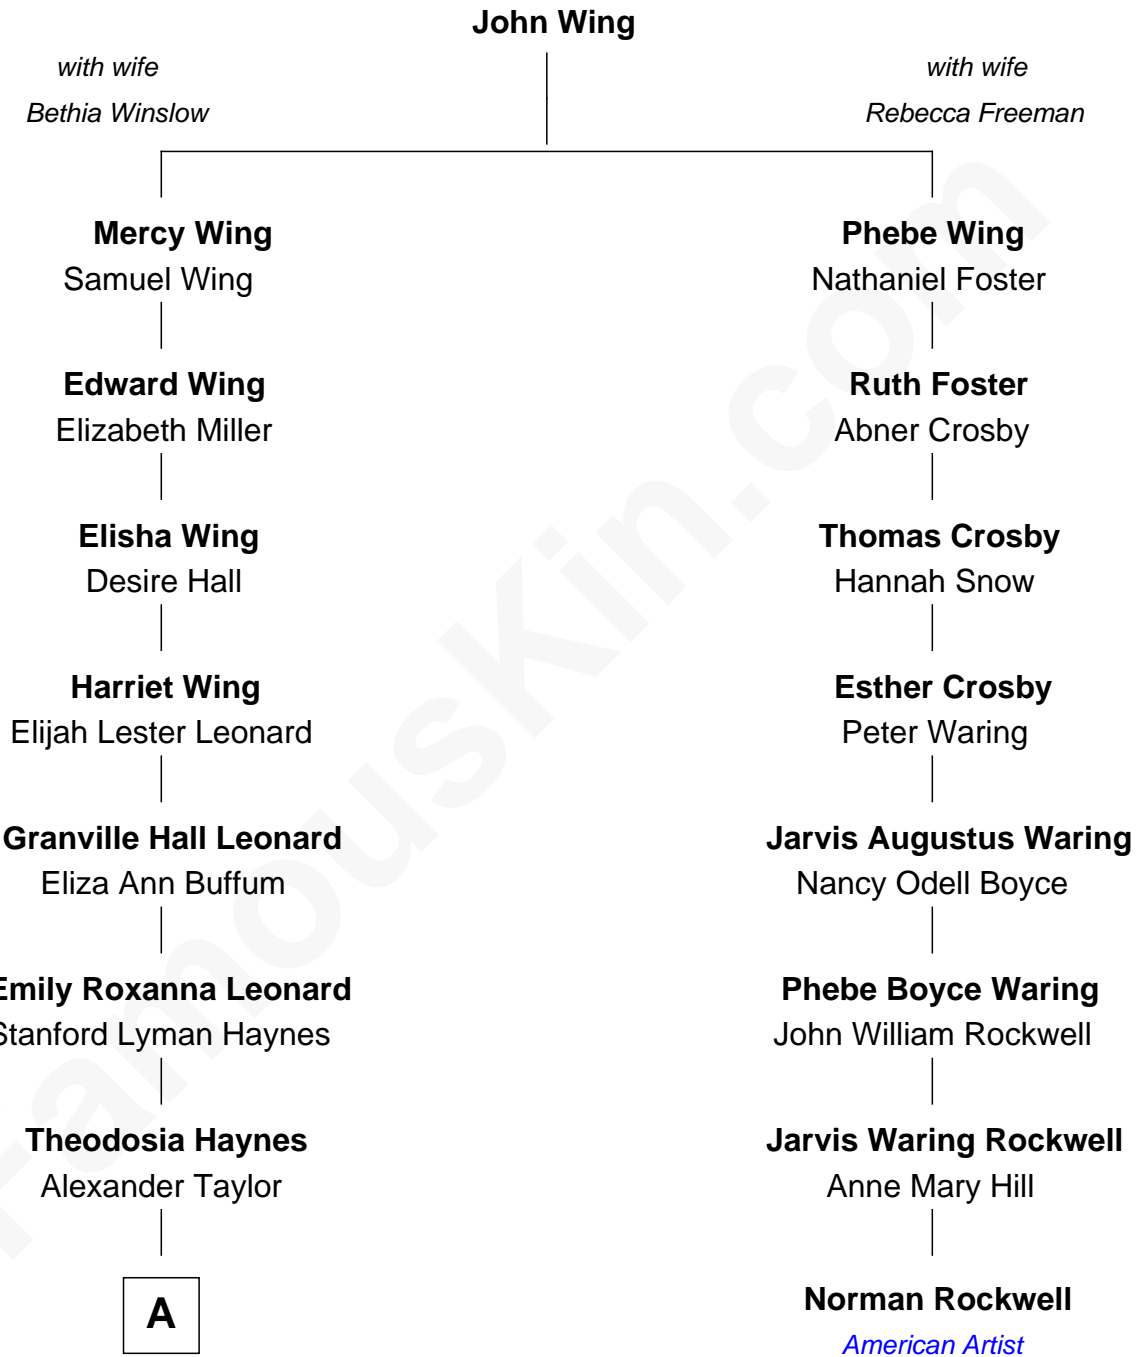 John Wing
with wife
Bethia Winslow
with wife
Rebecca Freeman
Mercy Wing
Samuel Wing
Phebe Wing
Nathaniel Foster
Edward Wing
Elizabeth Miller
Ruth Foster
Abner Crosby
Elisha Wing
Desire Hall
Thomas Crosby
Hannah Snow
Harriet Wing
Elijah Lester Leonard
Esther Crosby
Peter Waring
Granville Hall Leonard
Eliza Ann Buffum
Jarvis Augustus Waring
Nancy Odell Boyce
Emily Roxanna Leonard
Stanford Lyman Haynes
Phebe Boyce Waring
John William Rockwell
Theodosia Haynes
Alexander Taylor
Jarvis Waring Rockwell
Anne Mary Hill
A
Norman Rockwell
American Artist
FamousKin.com